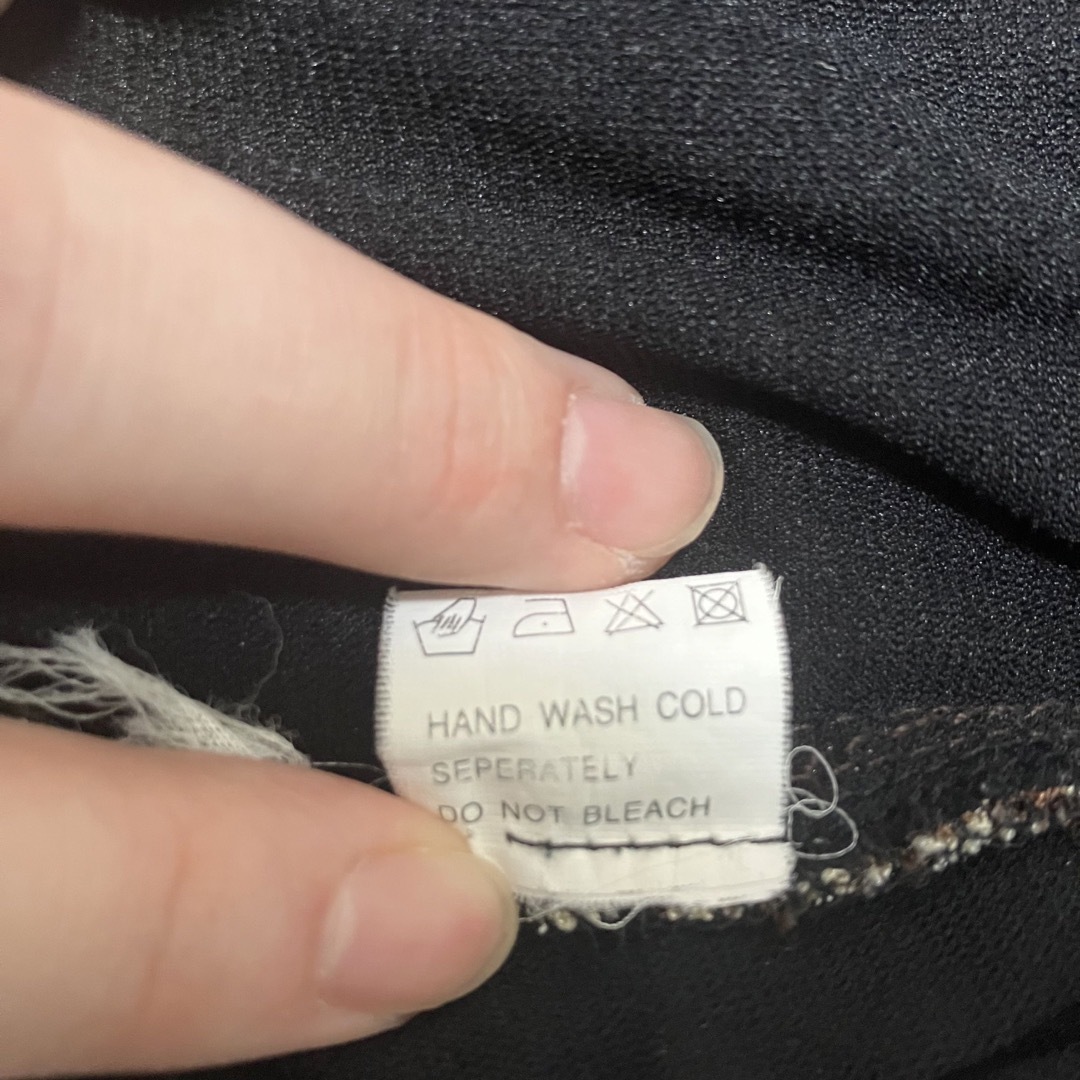 HAND WASH COLD
SEPERATELY
DO NOT BLEACH